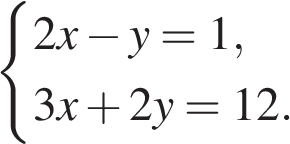 2x − y = 1,
3x + 2y = 12.